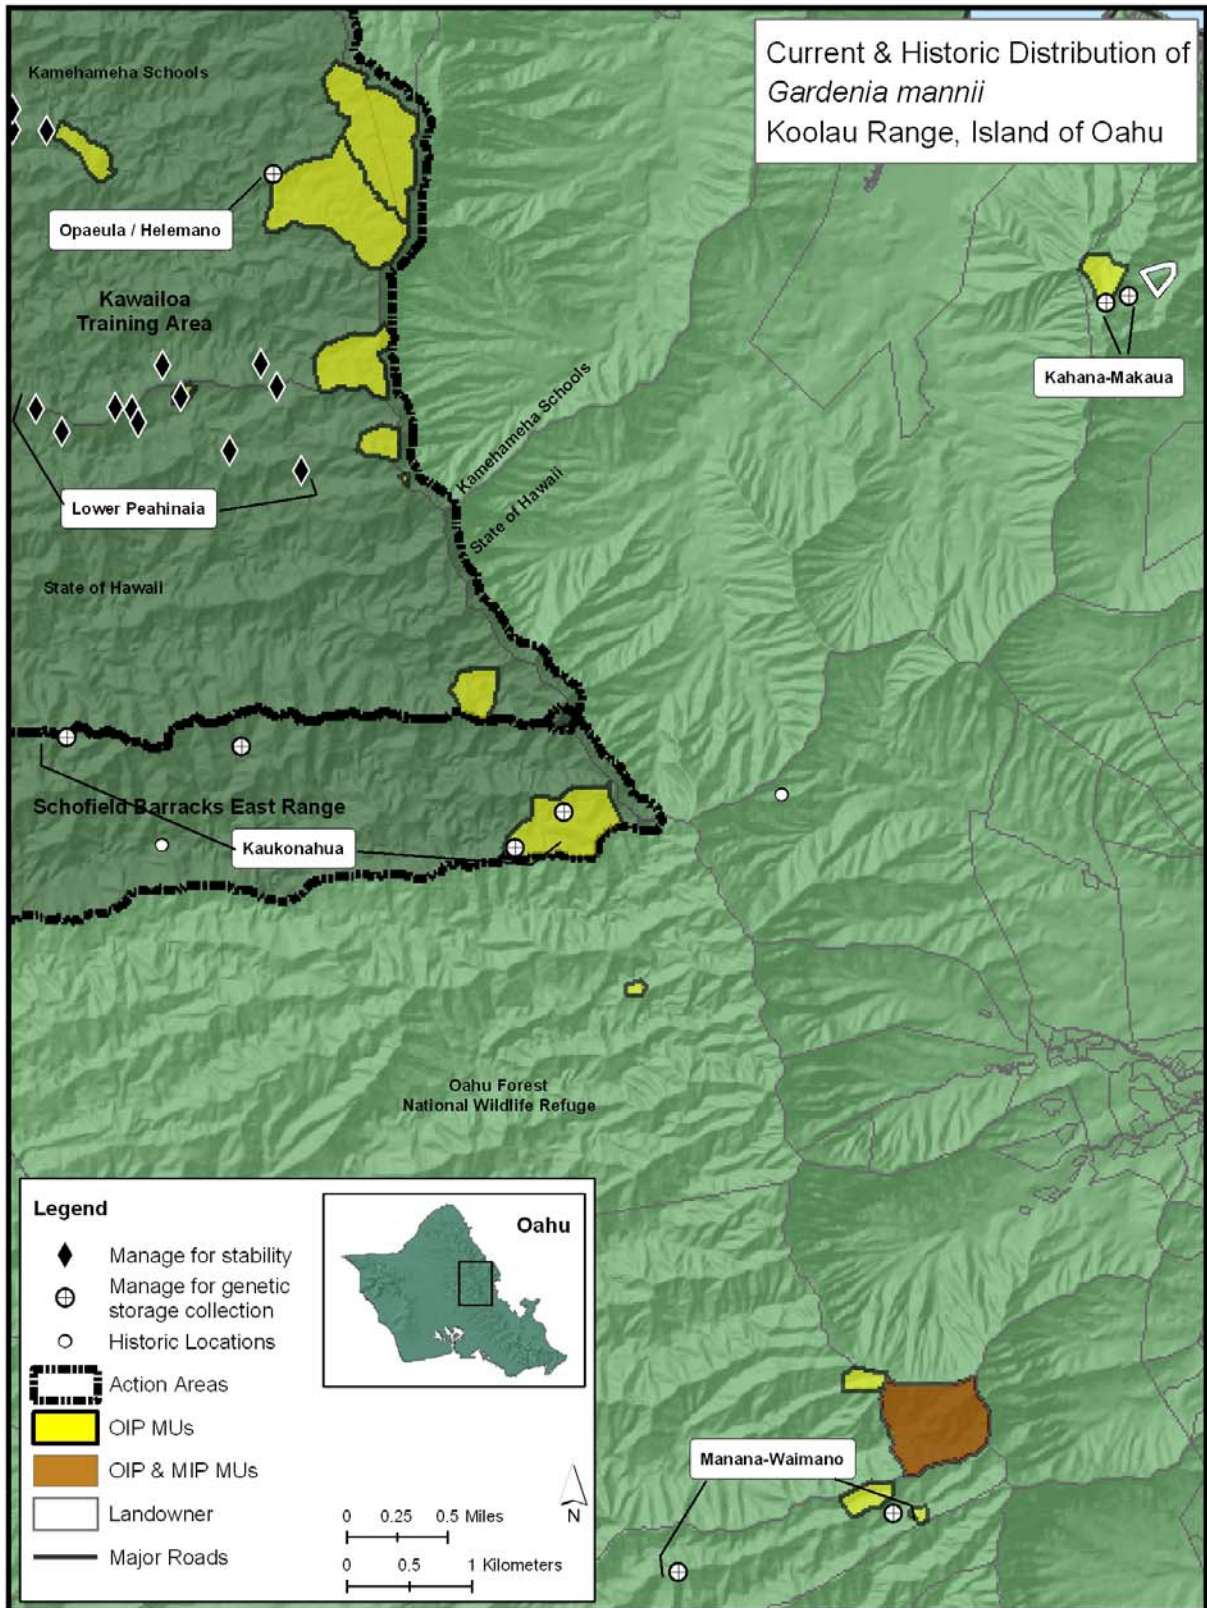 Current & Historic Distribution of
Gardenia mannii
Koolau Range, Island of Oahu
Kamehameha Schools
Opaeula / Helemano
Kawailoa
Training Area
Kahana-Makaua
Kamehameha Schools
State of Hawaii
Lower Peahinaia
State of Hawaii
Schofield Barracks East Range
Kaukonahua
Oahu Forest
National Wildlife Refuge
Manana-Waimano
Legend
Manage for stability
Manage for genetic
storage collection
Historic Locations
Action Areas
OIP MUs
OIP & MIP MUs
Landowner
Major Roads
Oahu
0 0.25 0.5 Miles
0 0.5 1 Kilometers
N